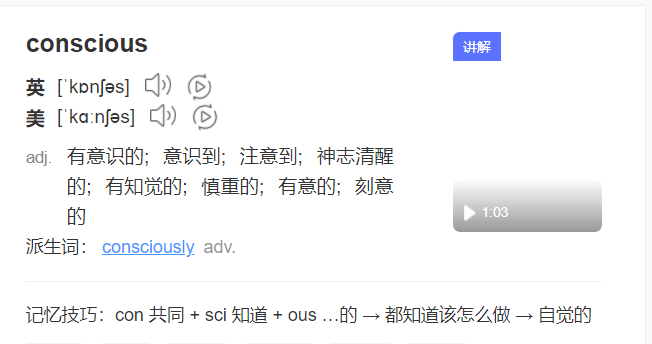 conscious
讲解
英 [ˈkɒnʃəs]
美 [ˈkɑːnʃəs]
adj. 有意识的；意识到；注意到；神志清醒
的；有知觉的；慎重的；有意的；刻意
的
1:03
派生词： consciously adv.
记忆技巧：con 共同 + sci 知道 + ous …的 → 都知道该怎么做 → 自觉的